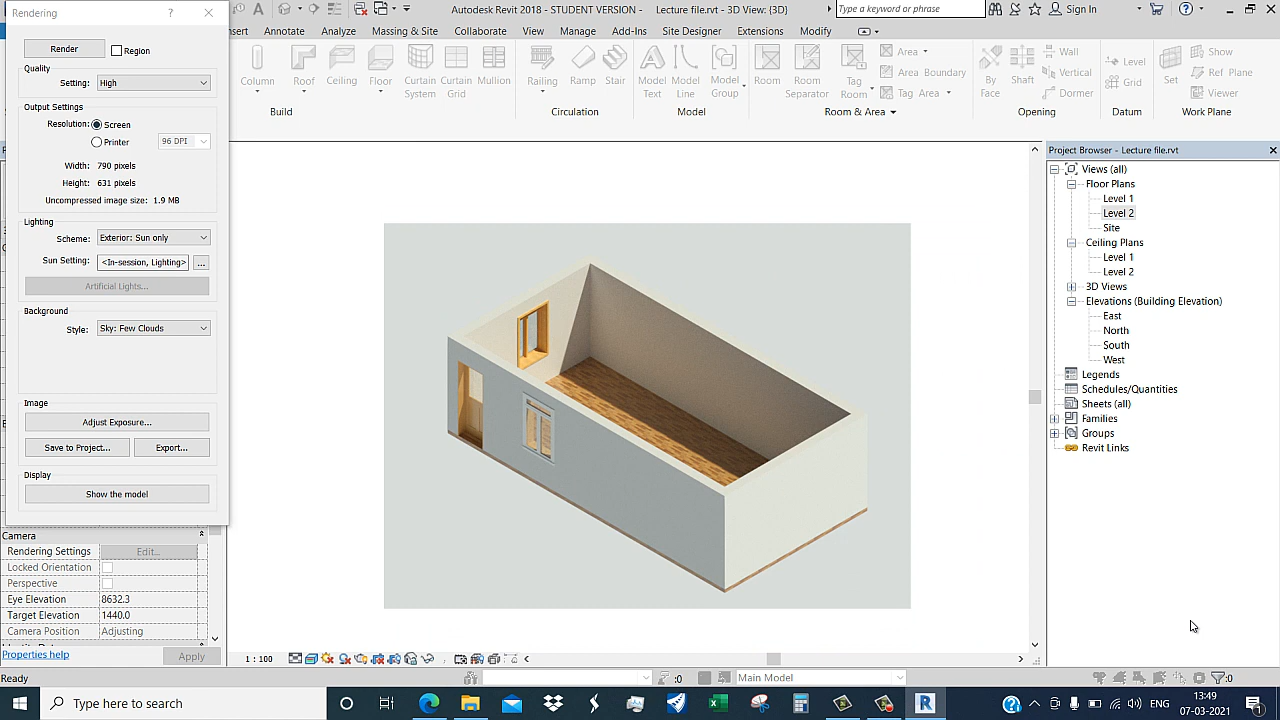 Rendering
?
Autodesk Revit 2018 - STUDENT VERSION - Lecture file.rvt - 3D View: {3D}
Type a keyword or phrase
Sign In
Annotate Analyze Massing & Site Collaborate View Manage Add-Ins Site Designer Extensions Modify
Render
Region
Quality
Setting: High
Output Settings
Resolution: Screen
Printer 96 DPI
Width: 790 pixels
Height: 631 pixels
Uncompressed image size: 1.9 MB
Lighting
Scheme: Exterior: Sun only
Sun Setting: <In-session, Lighting> ...
Artificial Lights...
Background
Style: Sky: Few Clouds
Image
Adjust Exposure...
Save to Project... Export...
Display
Show the model
Column Roof Ceiling Floor Curtain System Curtain Grid Mullion
Build
Railing Ramp Stair
Circulation
Model Text Model Line Model Group
Model
Room Room Separator Tag Room
Area
Area Boundary
Tag Area
Room & Area
By Face Shaft
Wall
Vertical
Dormer
Opening
Level
Grid
Datum
Set
Show
Ref Plane
Viewer
Work Plane
Project Browser - Lecture file.rvt
Views (all)
Floor Plans
Level 1
Level 2
Site
Ceiling Plans
Level 1
Level 2
3D Views
Elevations (Building Elevation)
East
North
South
West
Legends
Schedules/Quantities
Sheets (all)
Families
Groups
Revit Links
Camera
Rendering Settings Edit...
Locked Orientation
Perspective
Eye Elevation 8632.3
Target Elevation 1440.0
Camera Position Adjusting
Properties help
Apply
1 : 100
Ready
:0
Main Model
:0
Type here to search
13:49
07-03-2021